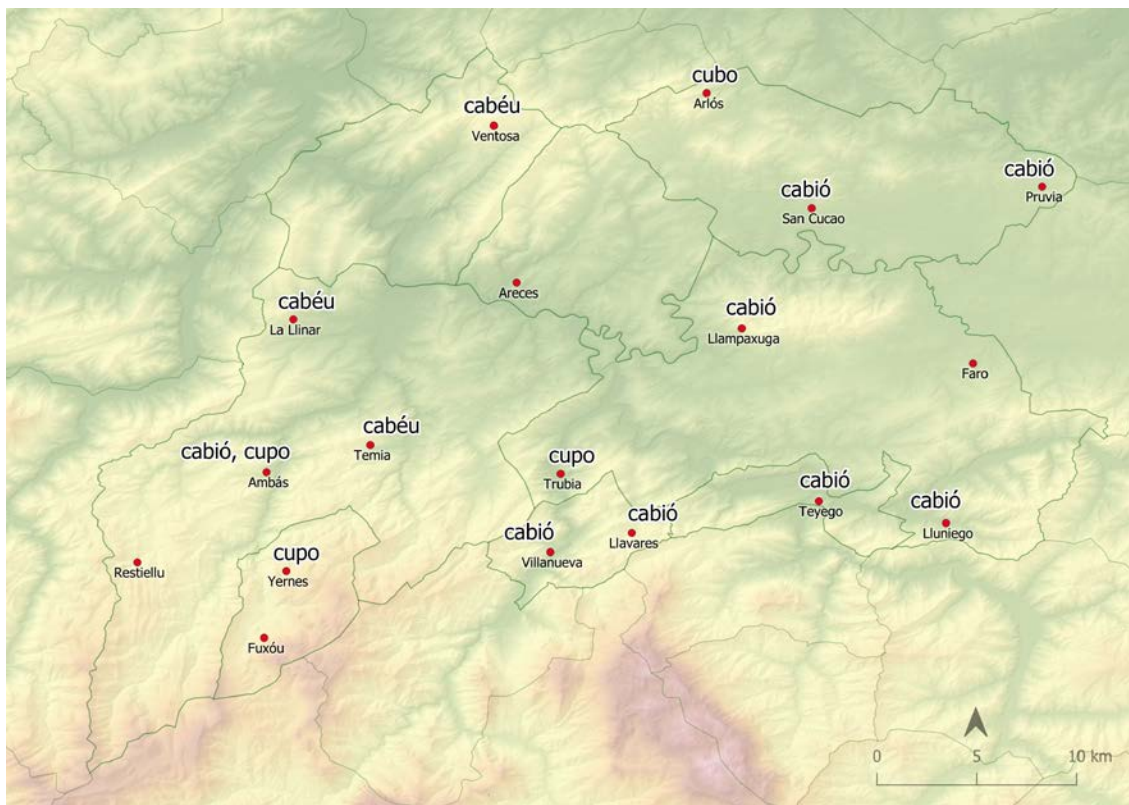 cubo
Arlós
cabéu
Ventosa
cabió
Pruvia
cabió
San Cucao
Areces
cabéu
La Llinar
cabió
Llampaxuga
Faro
cabéu
Temia
cabió, cupo
Ambás
cupo
Trubia
cabió
Teyego
cabió
Lluniego
cabió
Llavares
cabió
Villanueva
cupo
Yernes
Restiellu
Fuxóu
0 5 10 km